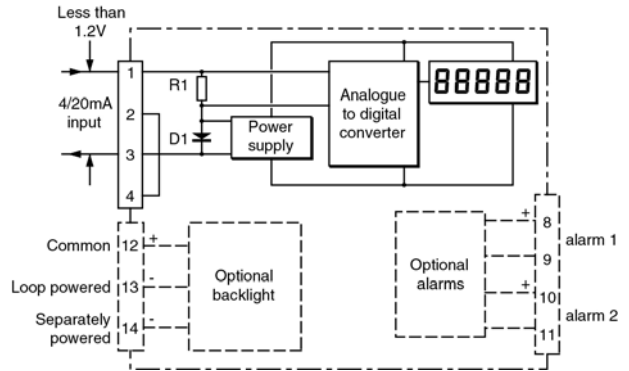 Less than
1.2V
4/20mA
input
1
2
3
4
R1
D1
Power
supply
Analogue
to digital
converter
88888
Common
Loop powered
Separately
powered
12
13
14
+
-
-
Optional
backlight
Optional
alarms
+
+
8
9
10
11
alarm 1
alarm 2